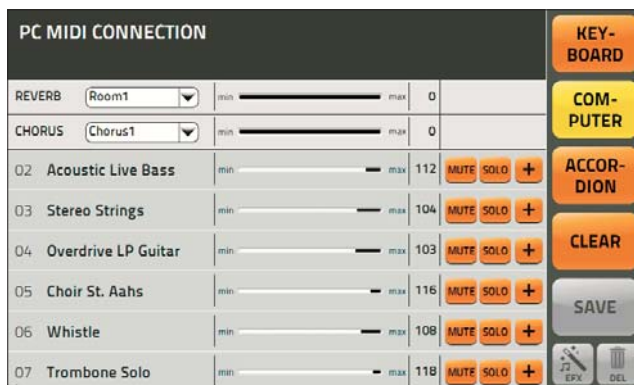 PC MIDI CONNECTION
KEY-
BOARD
REVERB Room1 min max 0
COM-
PUTER
CHORUS Chorus1 min max 0
02 Acoustic Live Bass min max 112 MUTE SOLO +
ACCOR-
DION
03 Stereo Strings min max 104 MUTE SOLO +
04 Overdrive LP Guitar min max 103 MUTE SOLO +
CLEAR
05 Choir St. Aahs min max 116 MUTE SOLO +
SAVE
06 Whistle min max 108 MUTE SOLO +
07 Trombone Solo min max 118 MUTE SOLO +
EFX DEL